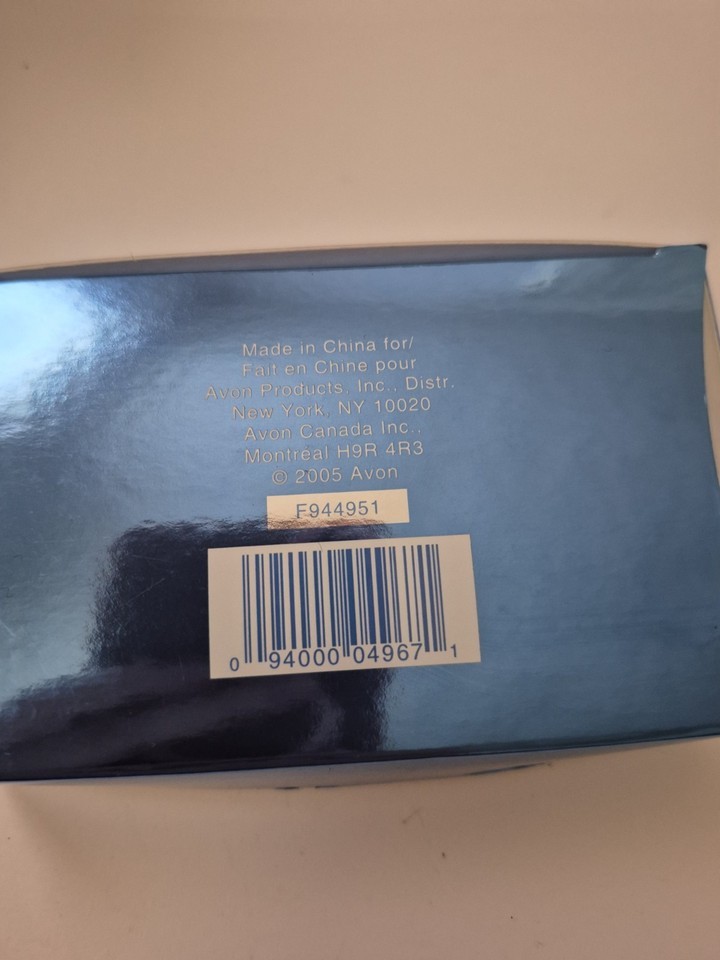 Made in China for/
Fait en Chine pour
Avon Products, Inc., Distr.
New York, NY 10020
Avon Canada Inc.,
Montreal H9R 4R3
© 2005 Avon
F944951
0 94000 04967 1